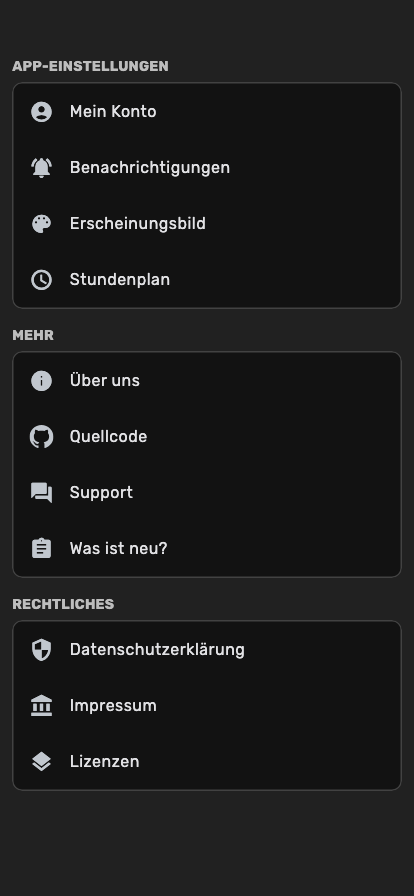 APP-EINSTELLUNGEN
Mein Konto
Benachrichtigungen
Erscheinungsbild
Stundenplan
MEHR
Über uns
Quellcode
Support
Was ist neu?
RECHTLICHES
Datenschutzerklärung
Impressum
Lizenzen